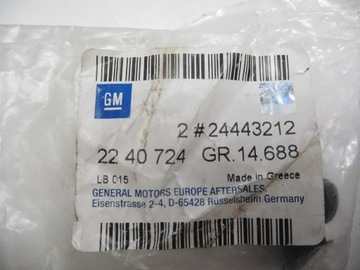 GM
2 #24443212
22 40 724 GR.14.688
LB 015 Made in Greece
GENERAL MOTORS EUROPE AFTERSALES,
Eisenstrasse 2-4, D-65428 Rüsselsheim Germany